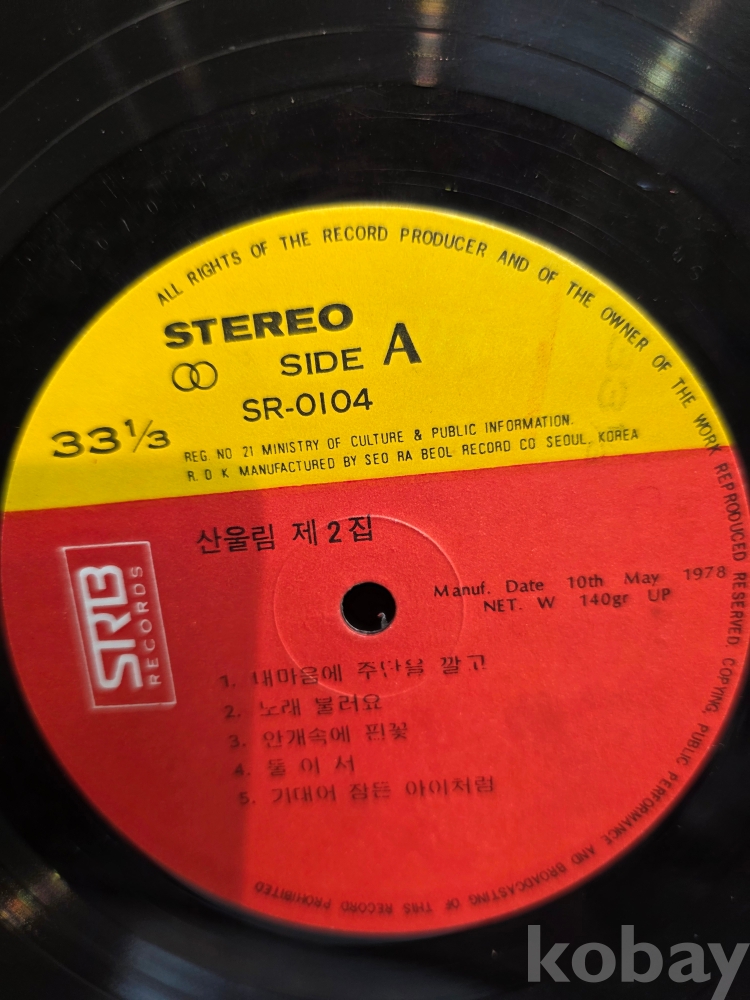 ALL RIGHTS OF THE RECORD PRODUCER AND OF THE OWNER OF THE WORK REPRODUCED RESERVED. COPYING, PUBLIC PERFORMANCE AND BROADCASTING OF THIS RECORD PROHIBITED
STEREO
SIDE A
SR-0104
33⅓
REG NO 21 MINISTRY OF CULTURE & PUBLIC INFORMATION.
R O K MANUFACTURED BY SEO RA BEOL RECORD CO SEOUL, KOREA
산울림 제2집
SRB
RECORDS
Manuf. Date 10th May 1978
NET. W 140gr UP
1. 내마음에 주단을 깔고
2. 노래 불러요
3. 안개속에 핀꽃
4. 둘 이 서
5. 기대어 잠든 아이처럼
kobay